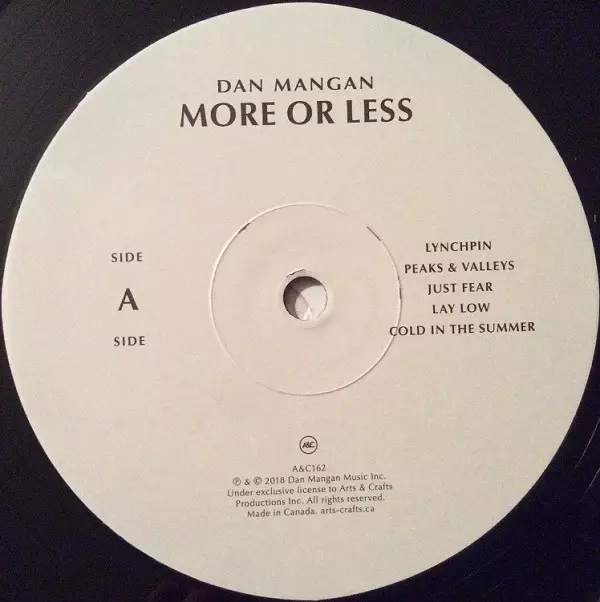 DAN MANGAN
MORE OR LESS
SIDE
A
SIDE
LYNCHPIN
PEAKS & VALLEYS
JUST FEAR
LAY LOW
COLD IN THE SUMMER
A&C
A&C162
℗ & © 2018 Dan Mangan Music Inc.
Under exclusive license to Arts & Crafts
Productions Inc. All rights reserved.
Made in Canada. arts-crafts.ca